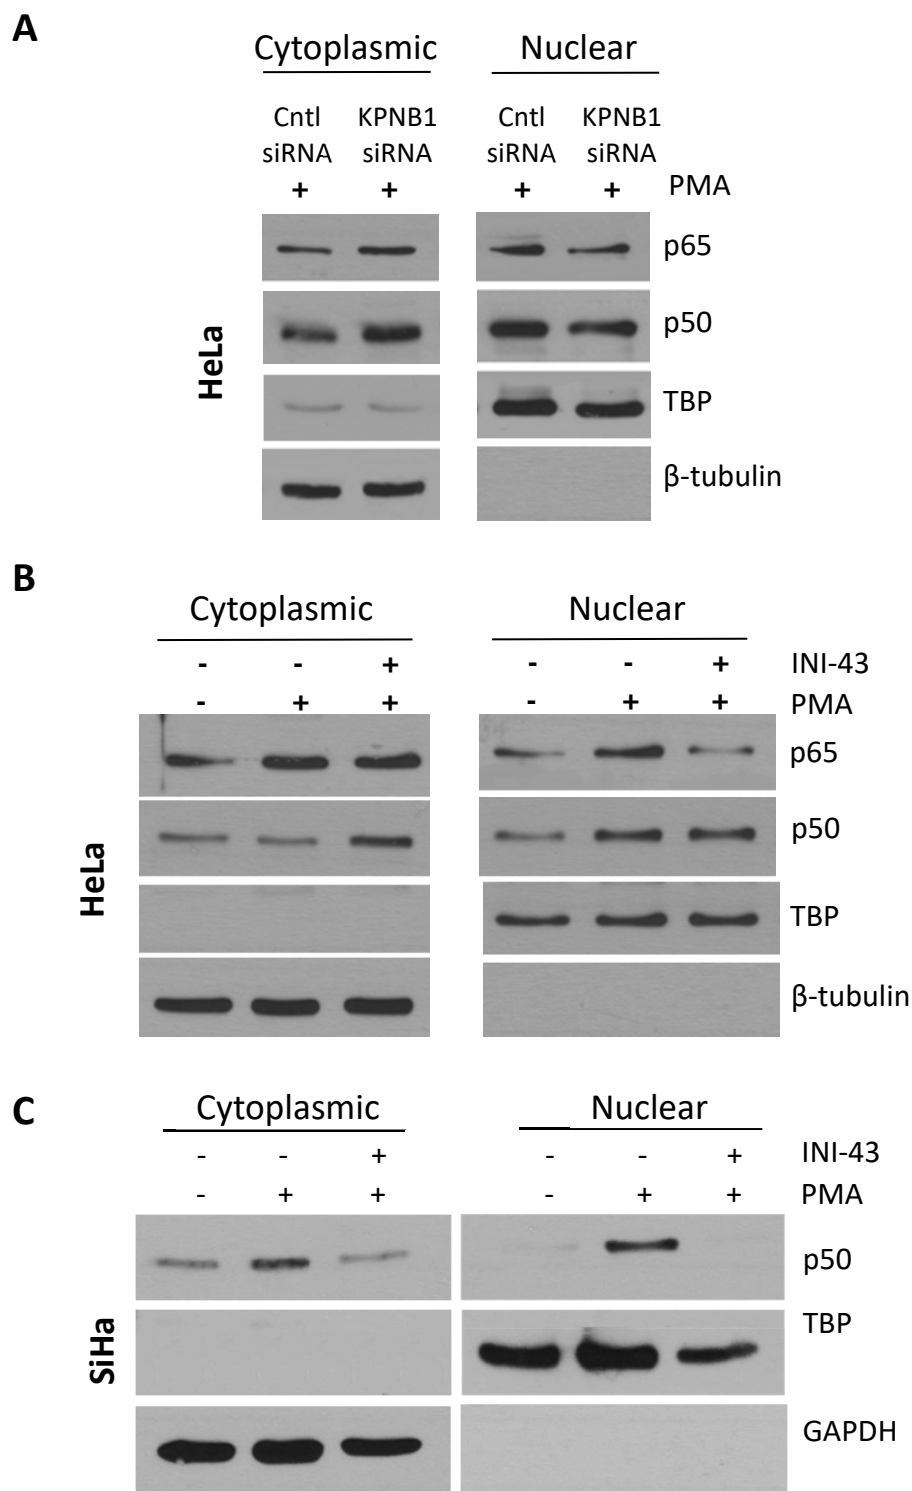 A
Cytoplasmic Nuclear
Cntl KPNB1 Cntl KPNB1
siRNA siRNA siRNA siRNA
+ + + + PMA
p65
p50
HeLa
TBP
β-tubulin
B
Cytoplasmic Nuclear
- - + - - + INI-43
- + + - + + PMA
p65
p50
HeLa
TBP
β-tubulin
C
Cytoplasmic Nuclear
- - + - - + INI-43
- + + - + + PMA
p50
TBP
SiHa
GAPDH